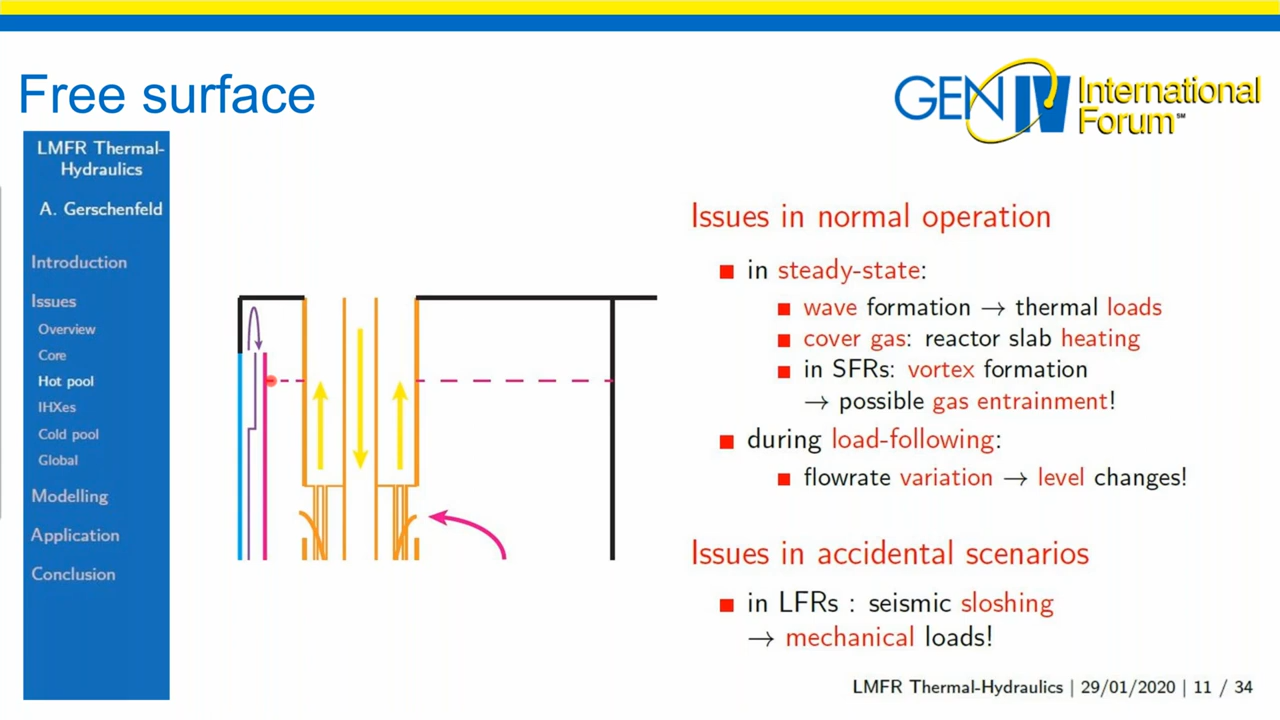 Free surface
GEN IV International
Forum℠
LMFR Thermal-
Hydraulics
A. Gerschenfeld
Introduction
Issues
Overview
Core
Hot pool
IHXes
Cold pool
Global
Modelling
Application
Conclusion
Issues in normal operation
in steady-state:
wave formation → thermal loads
cover gas: reactor slab heating
in SFRs: vortex formation
→ possible gas entrainment!
during load-following:
flowrate variation → level changes!
Issues in accidental scenarios
in LFRs : seismic sloshing
→ mechanical loads!
LMFR Thermal-Hydraulics | 29/01/2020 | 11 / 34